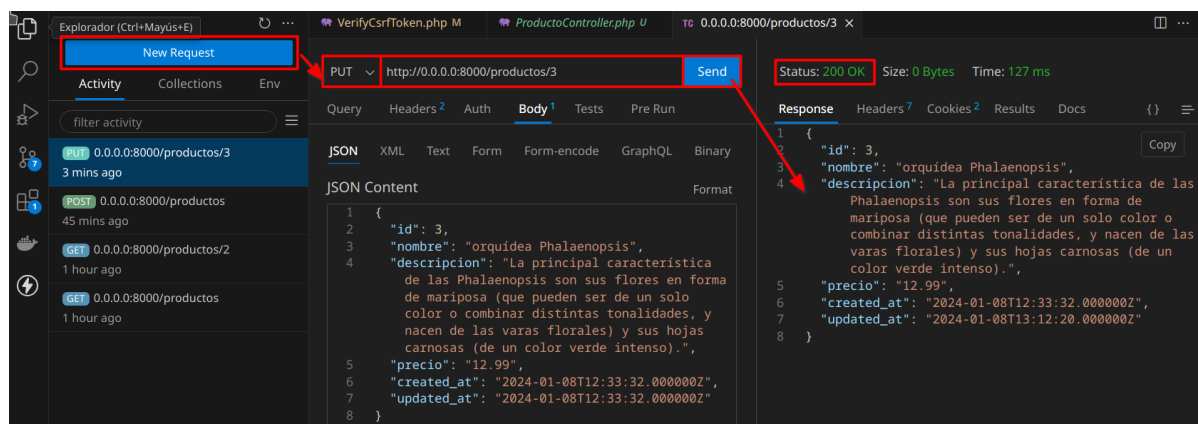 Explorador (Ctrl+Mayús+E)
New Request
Activity Collections Env
filter activity
PUT 0.0.0.0:8000/productos/3
3 mins ago
POST 0.0.0.0:8000/productos
45 mins ago
GET 0.0.0.0:8000/productos/2
1 hour ago
GET 0.0.0.0:8000/productos
1 hour ago
7
1
VerifyCsrfToken.php M ProductoController.php U TC 0.0.0.0:8000/productos/3
PUT http://0.0.0.0:8000/productos/3 Send
Query Headers 2 Auth Body 1 Tests Pre Run
JSON XML Text Form Form-encode GraphQL Binary
JSON Content Format
1 {
2 "id": 3,
3 "nombre": "orquídea Phalaenopsis",
4 "descripcion": "La principal característica
de las Phalaenopsis son sus flores en forma
de mariposa (que pueden ser de un solo
color o combinar distintas tonalidades, y
nacen de las varas florales) y sus hojas
carnosas (de un color verde intenso).",
5 "precio": "12.99",
6 "created_at": "2024-01-08T12:33:32.000000Z",
7 "updated_at": "2024-01-08T12:33:32.000000Z"
8 }
Status: 200 OK Size: 0 Bytes Time: 127 ms
Response Headers 7 Cookies 2 Results Docs {}
Copy
1 {
2 "id": 3,
3 "nombre": "orquídea Phalaenopsis",
4 "descripcion": "La principal característica de las
Phalaenopsis son sus flores en forma de
mariposa (que pueden ser de un solo color o
combinar distintas tonalidades, y nacen de las
varas florales) y sus hojas carnosas (de un
color verde intenso).",
5 "precio": "12.99",
6 "created_at": "2024-01-08T12:33:32.000000Z",
7 "updated_at": "2024-01-08T13:12:20.000000Z"
8 }